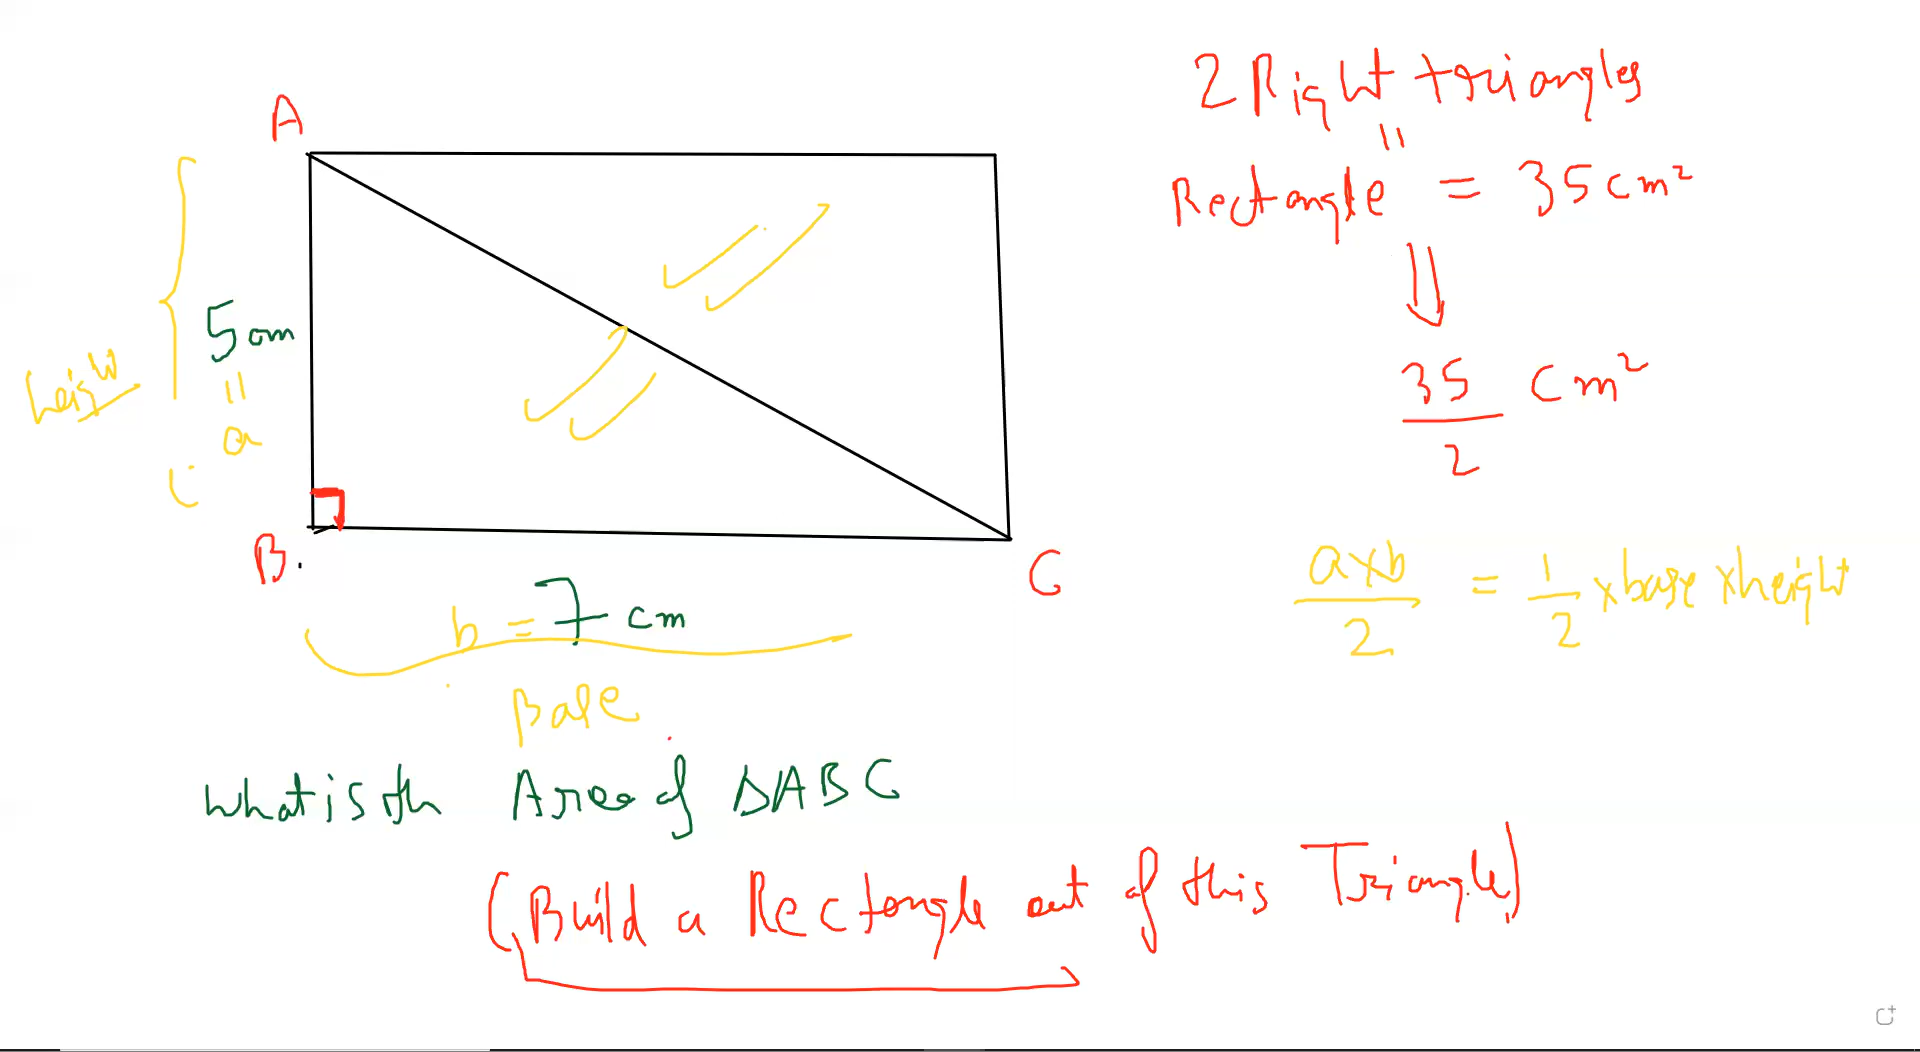 2 Right triangles
=
Rectangle = 35 cm²
35/2 cm²
A
5 cm
height
=
a
B.
C
b = 7 cm
Base
a×b/2 = 1/2 × base × height
What is th Area of ΔABC
(Build a Rectangle out of this Triangle)